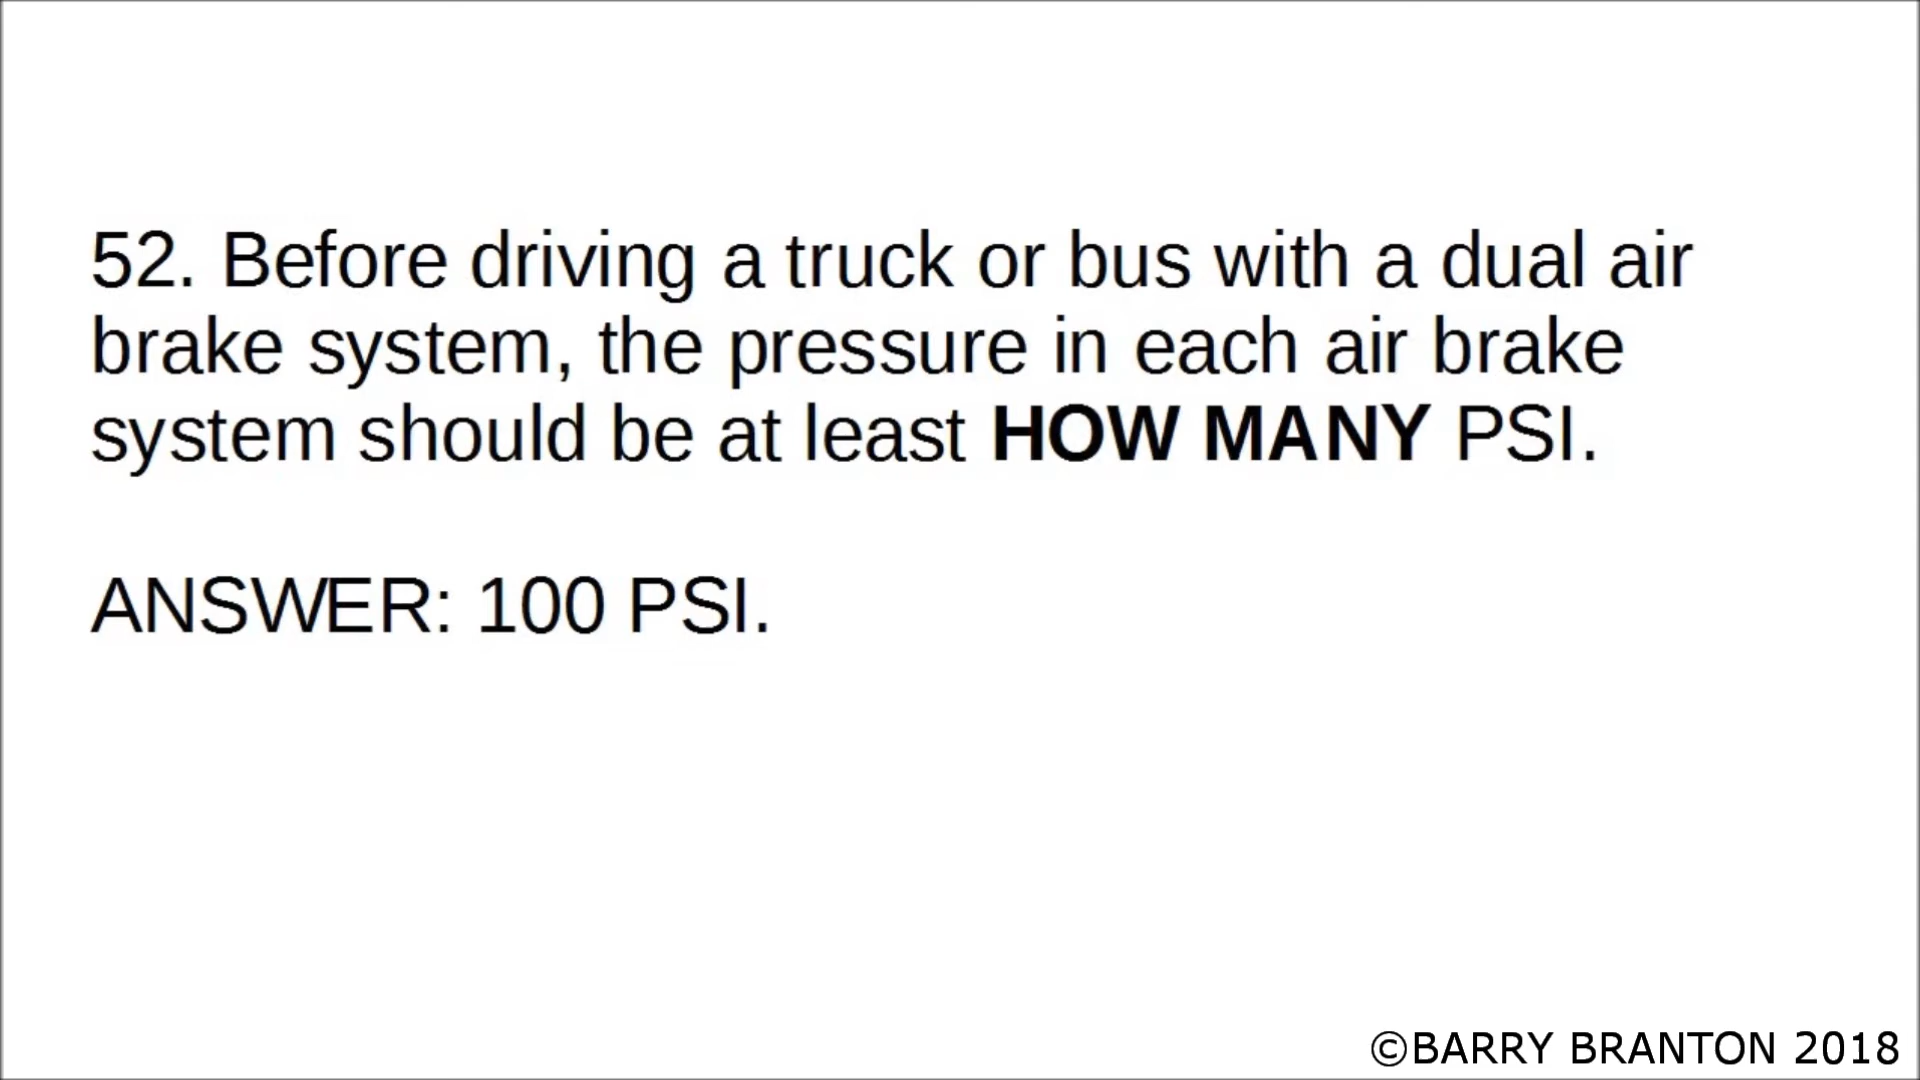 52. Before driving a truck or bus with a dual air
brake system, the pressure in each air brake
system should be at least HOW MANY PSI.
ANSWER: 100 PSI.
©BARRY BRANTON 2018